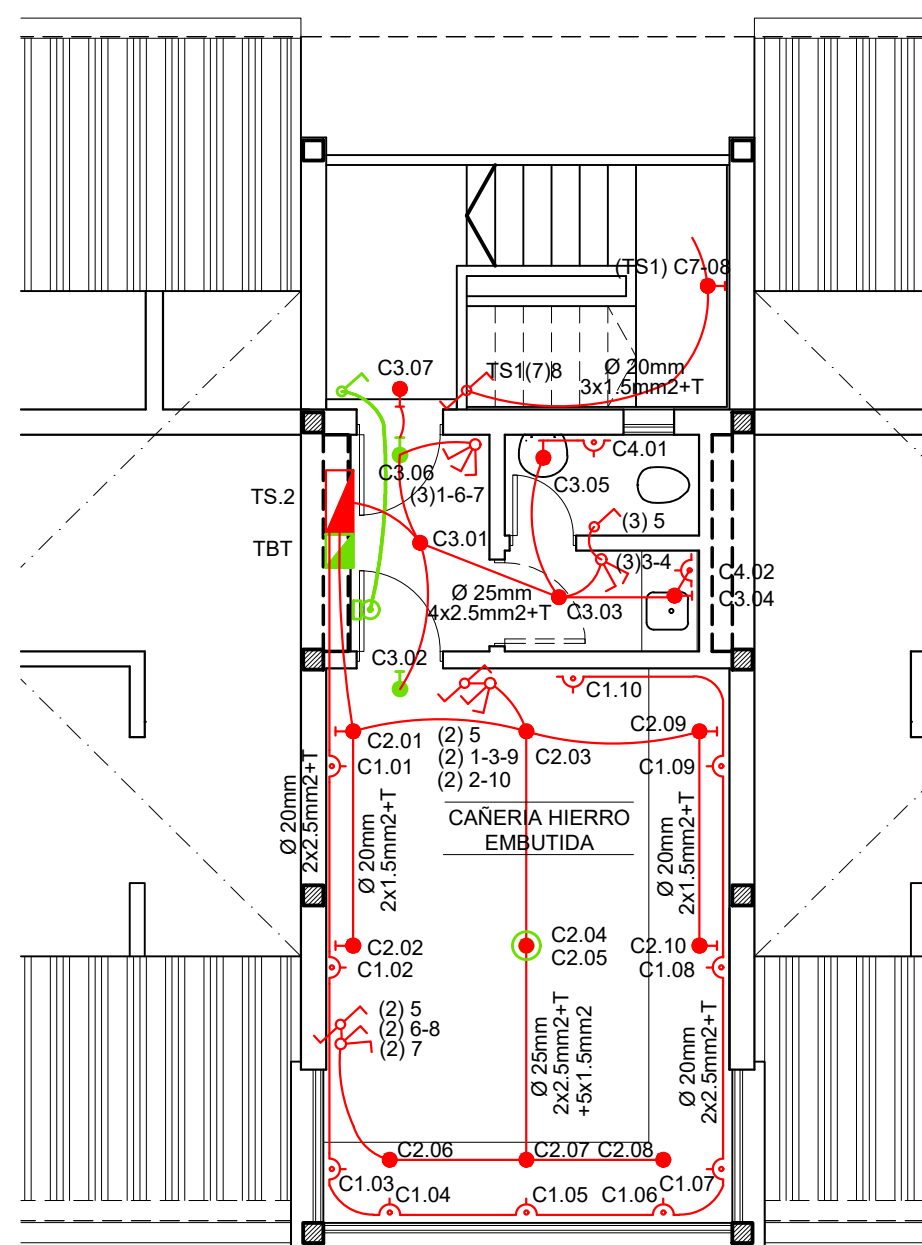 (TS1) C7-08
C3.07
TS1(7)8
Ø 20mm
3x1.5mm2+T
C4.01
C3.06
C3.05
(3)1-6-7
TS.2
(3) 5
C3.01
TBT
(3)3-4
C4.02
Ø 25mm
4x2.5mm2+T
C3.03
C3.04
C3.02
C1.10
C2.01
(2) 5
(2) 1-3-9
(2) 2-10
C2.03
C2.09
C1.01
C1.09
Ø 20mm
2x2.5mm2+T
CAÑERIA HIERRO
EMBUTIDA
Ø 20mm
2x1.5mm2+T
Ø 20mm
2x1.5mm2+T
C2.02
C2.04
C2.05
C2.10
C1.02
C1.08
(2) 5
(2) 6-8
(2) 7
Ø 25mm
2x2.5mm2+T
+5x1.5mm2
Ø 20mm
2x2.5mm2+T
C2.06
C2.07
C2.08
C1.03
C1.04
C1.05
C1.06
C1.07